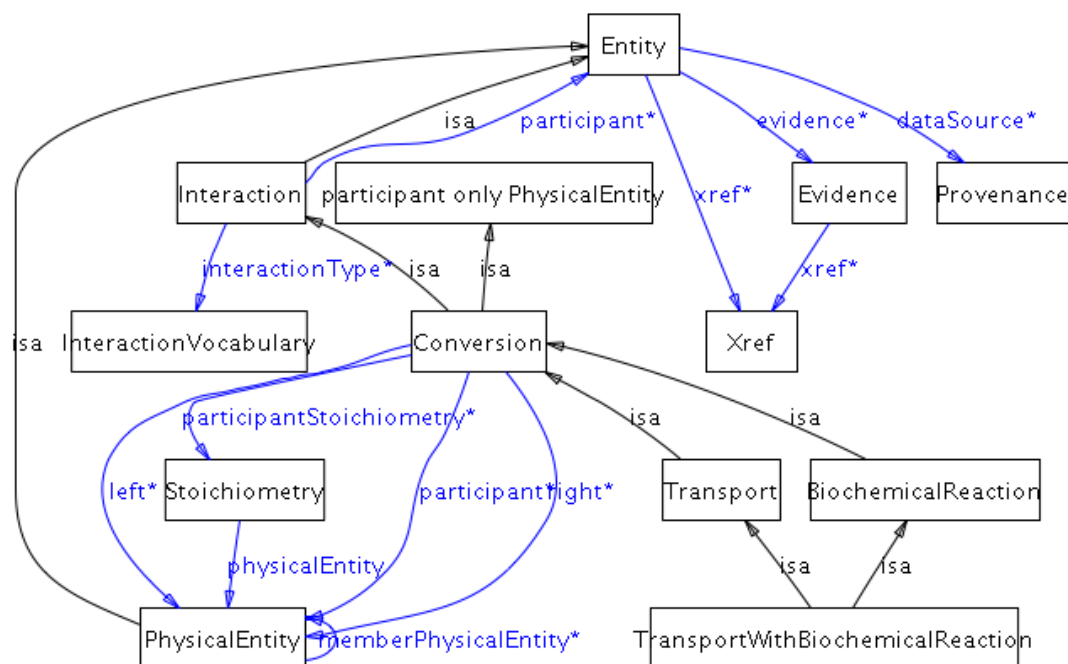 Entity
isa
participant*
evidence*
dataSource*
Interaction
participant only PhysicalEntity
xref*
Evidence
Provenance
interactionType*
isa
isa
xref*
isa
InteractionVocabulary
Conversion
Xref
participantStoichiometry*
isa
isa
left*
Stoichiometry
participant*
right*
Transport
BiochemicalReaction
physicalEntity
isa
isa
PhysicalEntity
memberPhysicalEntity*
TransportWithBiochemicalReaction